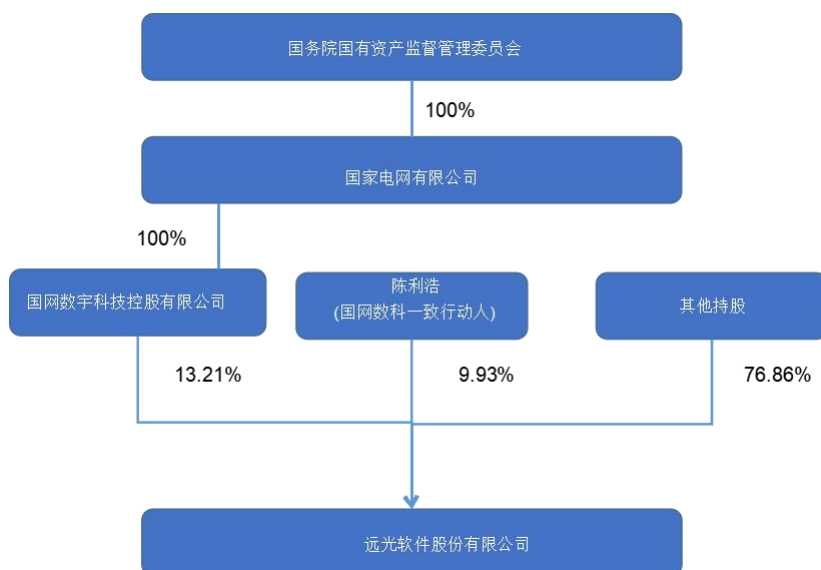 国务院国有资产监督管理委员会
100%
国家电网有限公司
100%
国网数字科技控股有限公司
陈利浩
(国网数科一致行动人)
其他持股
13.21%
9.93%
76.86%
远光软件股份有限公司